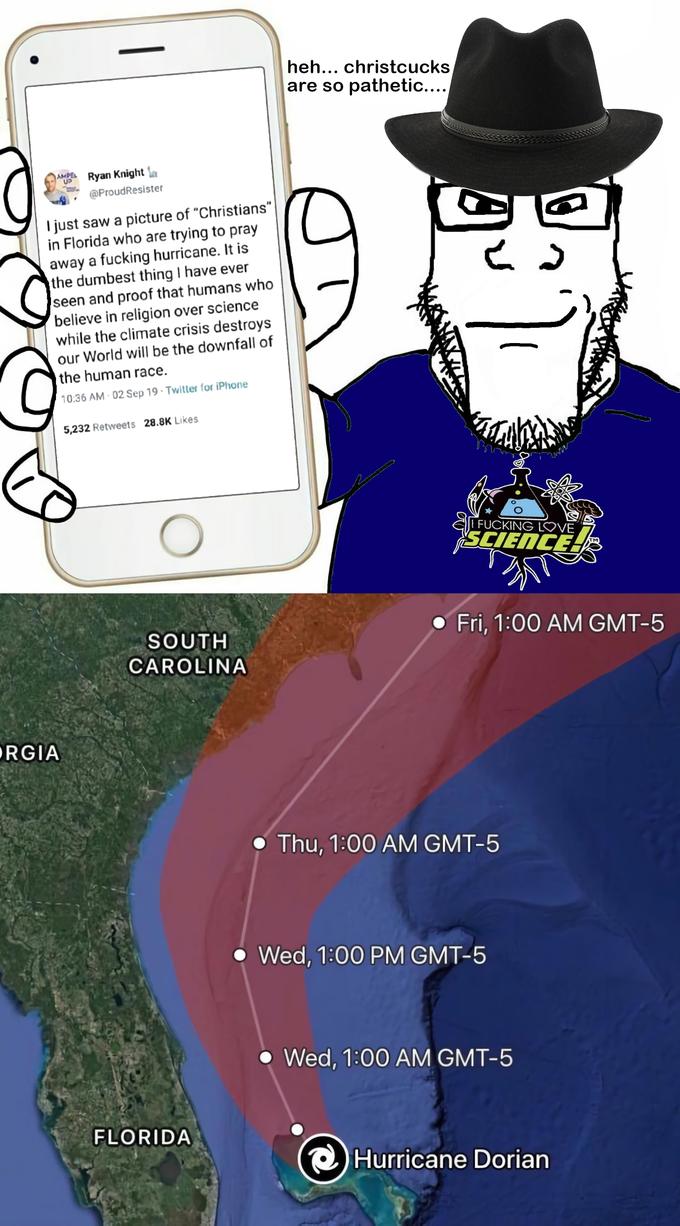 heh... christcucks
are so pathetic....
AMPED
UP
Ryan Knight
@ProudResister
I just saw a picture of "Christians"
in Florida who are trying to pray
away a fucking hurricane. It is
the dumbest thing I have ever
seen and proof that humans who
believe in religion over science
while the climate crisis destroys
our World will be the downfall of
the human race.
10:36 AM · 02 Sep 19 · Twitter for iPhone
5,232 Retweets 28.8K Likes
I FUCKING LOVE
SCIENCE!
Fri, 1:00 AM GMT-5
SOUTH
CAROLINA
ORGIA
Thu, 1:00 AM GMT-5
Wed, 1:00 PM GMT-5
Wed, 1:00 AM GMT-5
FLORIDA
Hurricane Dorian